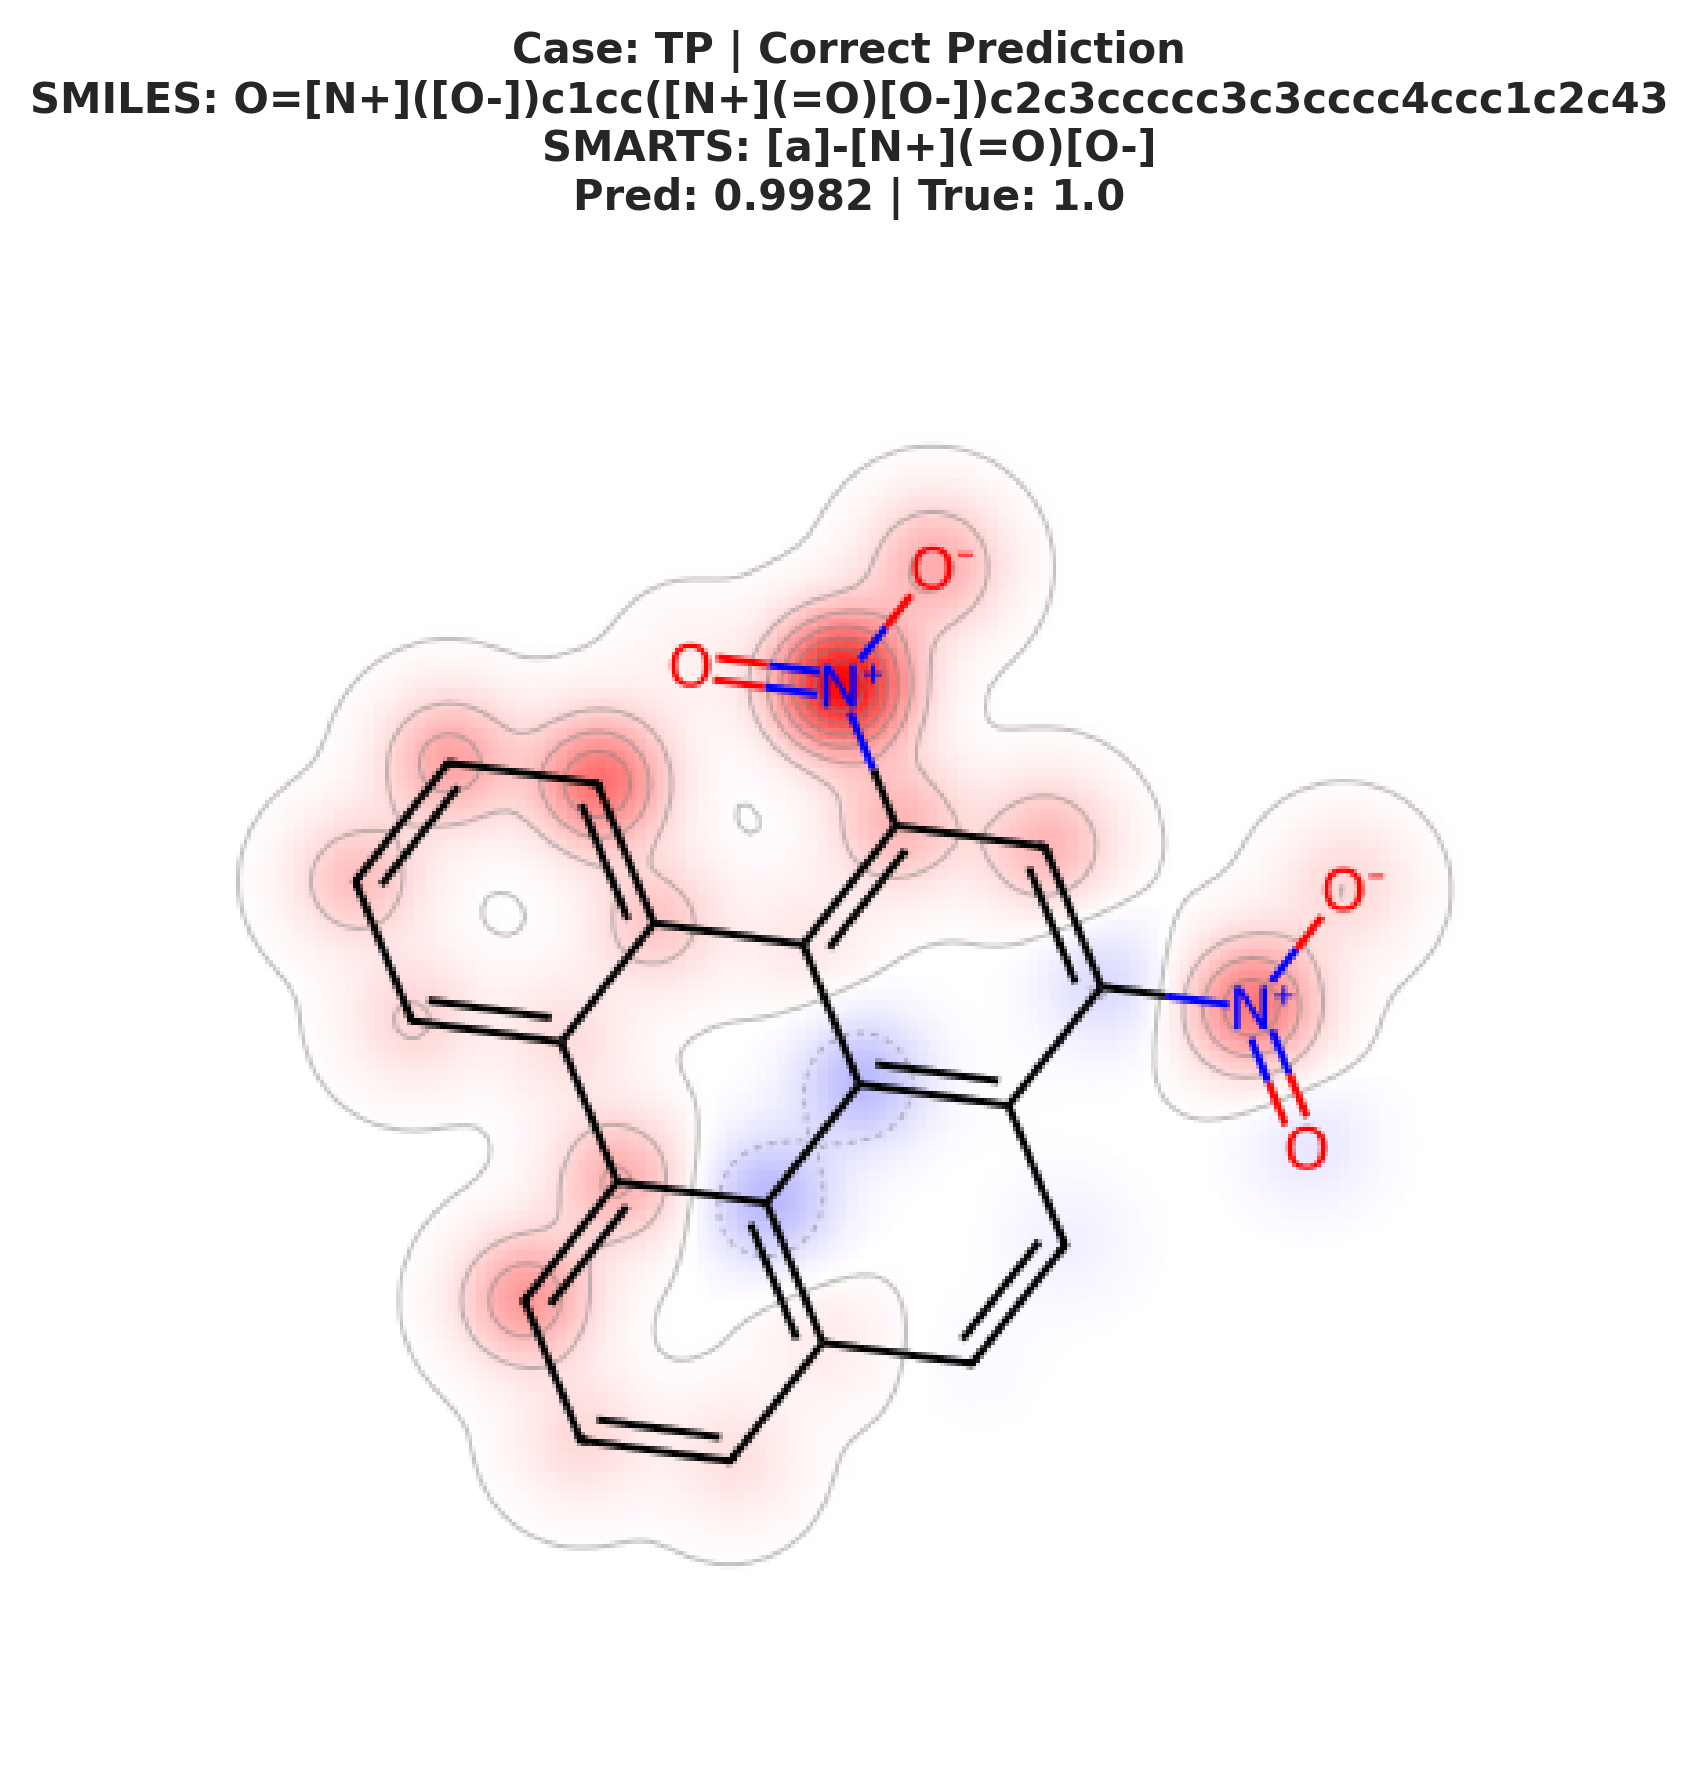 Case: TP | Correct Prediction
SMILES: O=[N+]([O-])c1cc([N+](=O)[O-])c2c3ccccc3c3cccc4ccc1c2c43
SMARTS: [a]-[N+](=O)[O-]
Pred: 0.9982 | True: 1.0
O⁻
O
N⁺
O⁻
N⁺
O